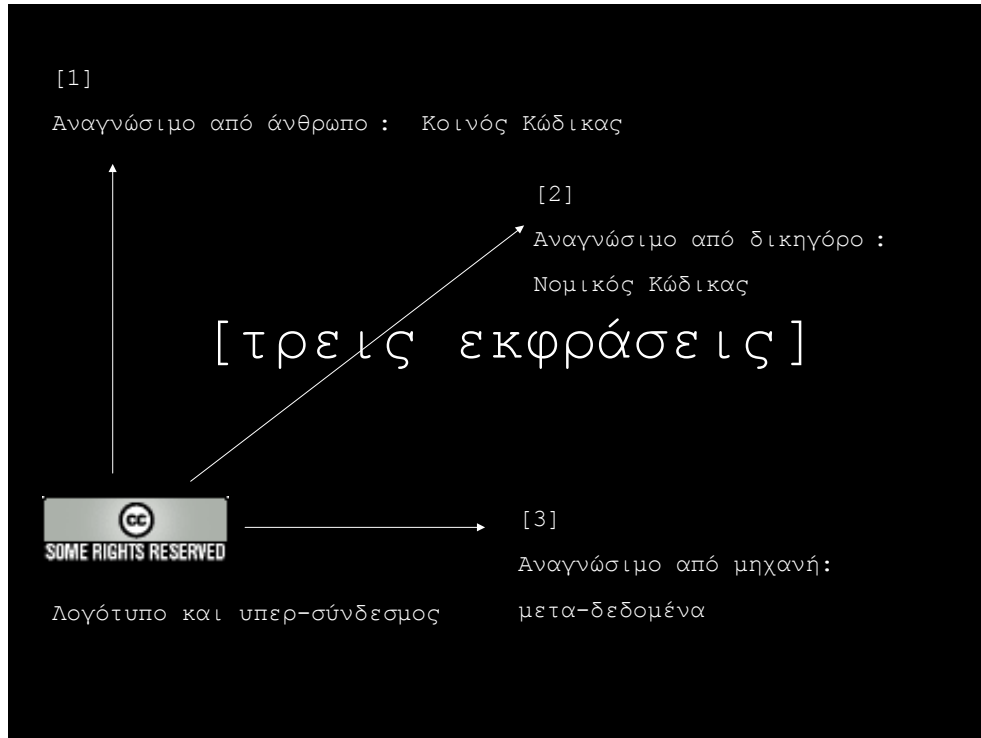 [1]
Αναγνώσιμο από άνθρωπο : Κοινός Κώδικας
[2]
Αναγνώσιμο από δικηγόρο :
Νομικός Κώδικας
[τρεις εκφράσεις]
cc
SOME RIGHTS RESERVED
Λογότυπο και υπερ-σύνδεσμος
[3]
Αναγνώσιμο από μηχανή:
μετα-δεδομένα